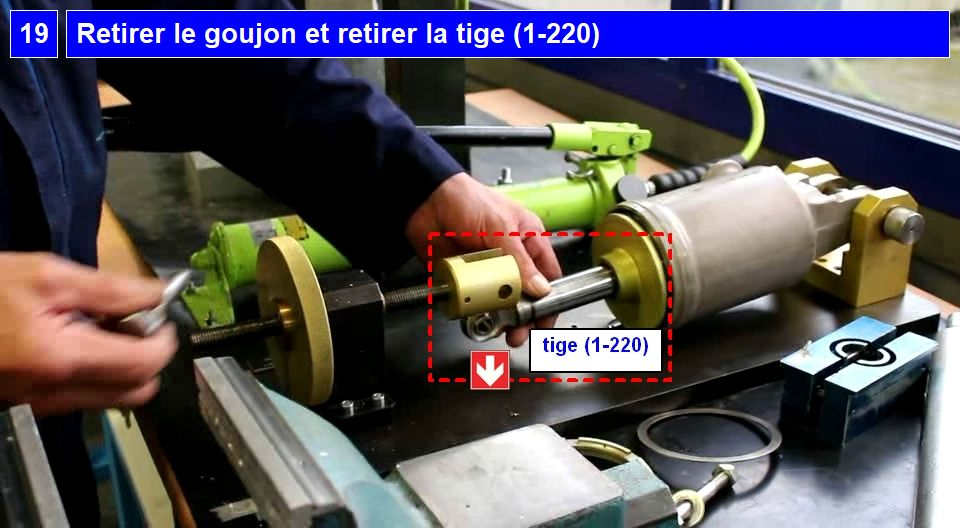 19 Retirer le goujon et retirer la tige (1-220)
tige (1-220)